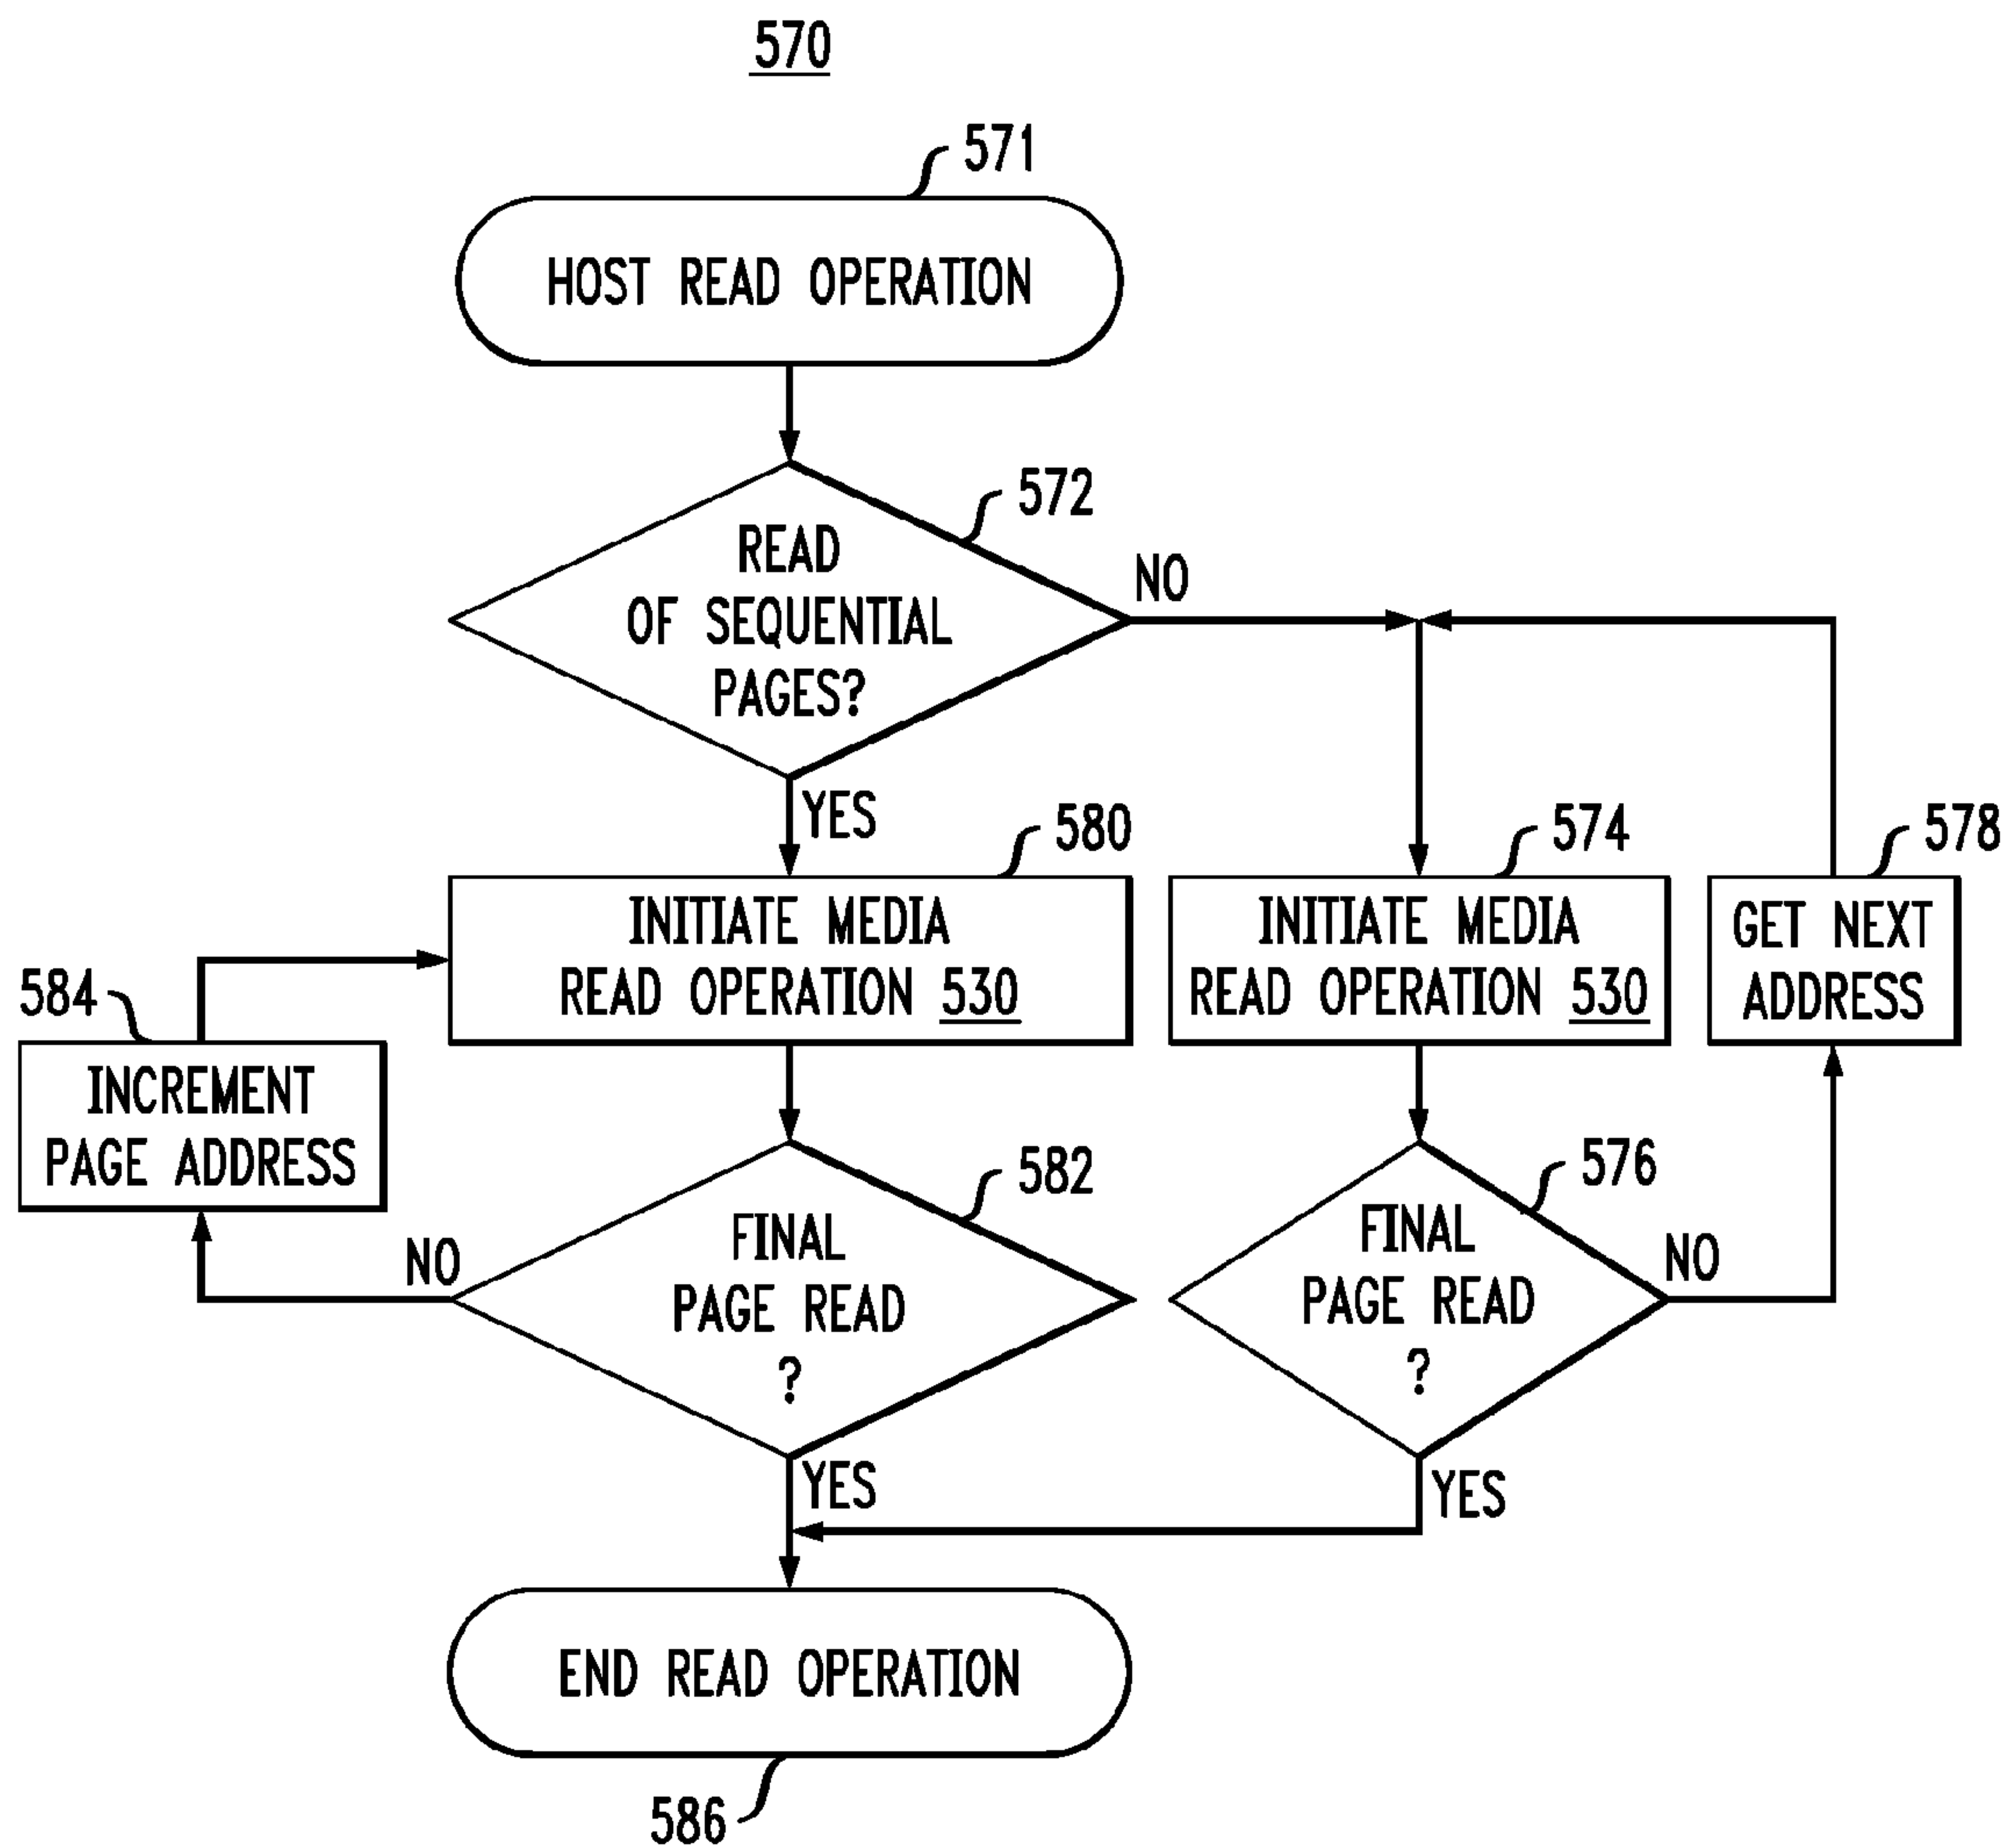 570
571
HOST READ OPERATION
572
READ
OF SEQUENTIAL
PAGES?
NO
YES
580
574
578
INITIATE MEDIA
READ OPERATION 530
INITIATE MEDIA
READ OPERATION 530
GET NEXT
ADDRESS
584
INCREMENT
PAGE ADDRESS
582
576
FINAL
PAGE READ
?
NO
FINAL
PAGE READ
?
NO
YES
YES
END READ OPERATION
586